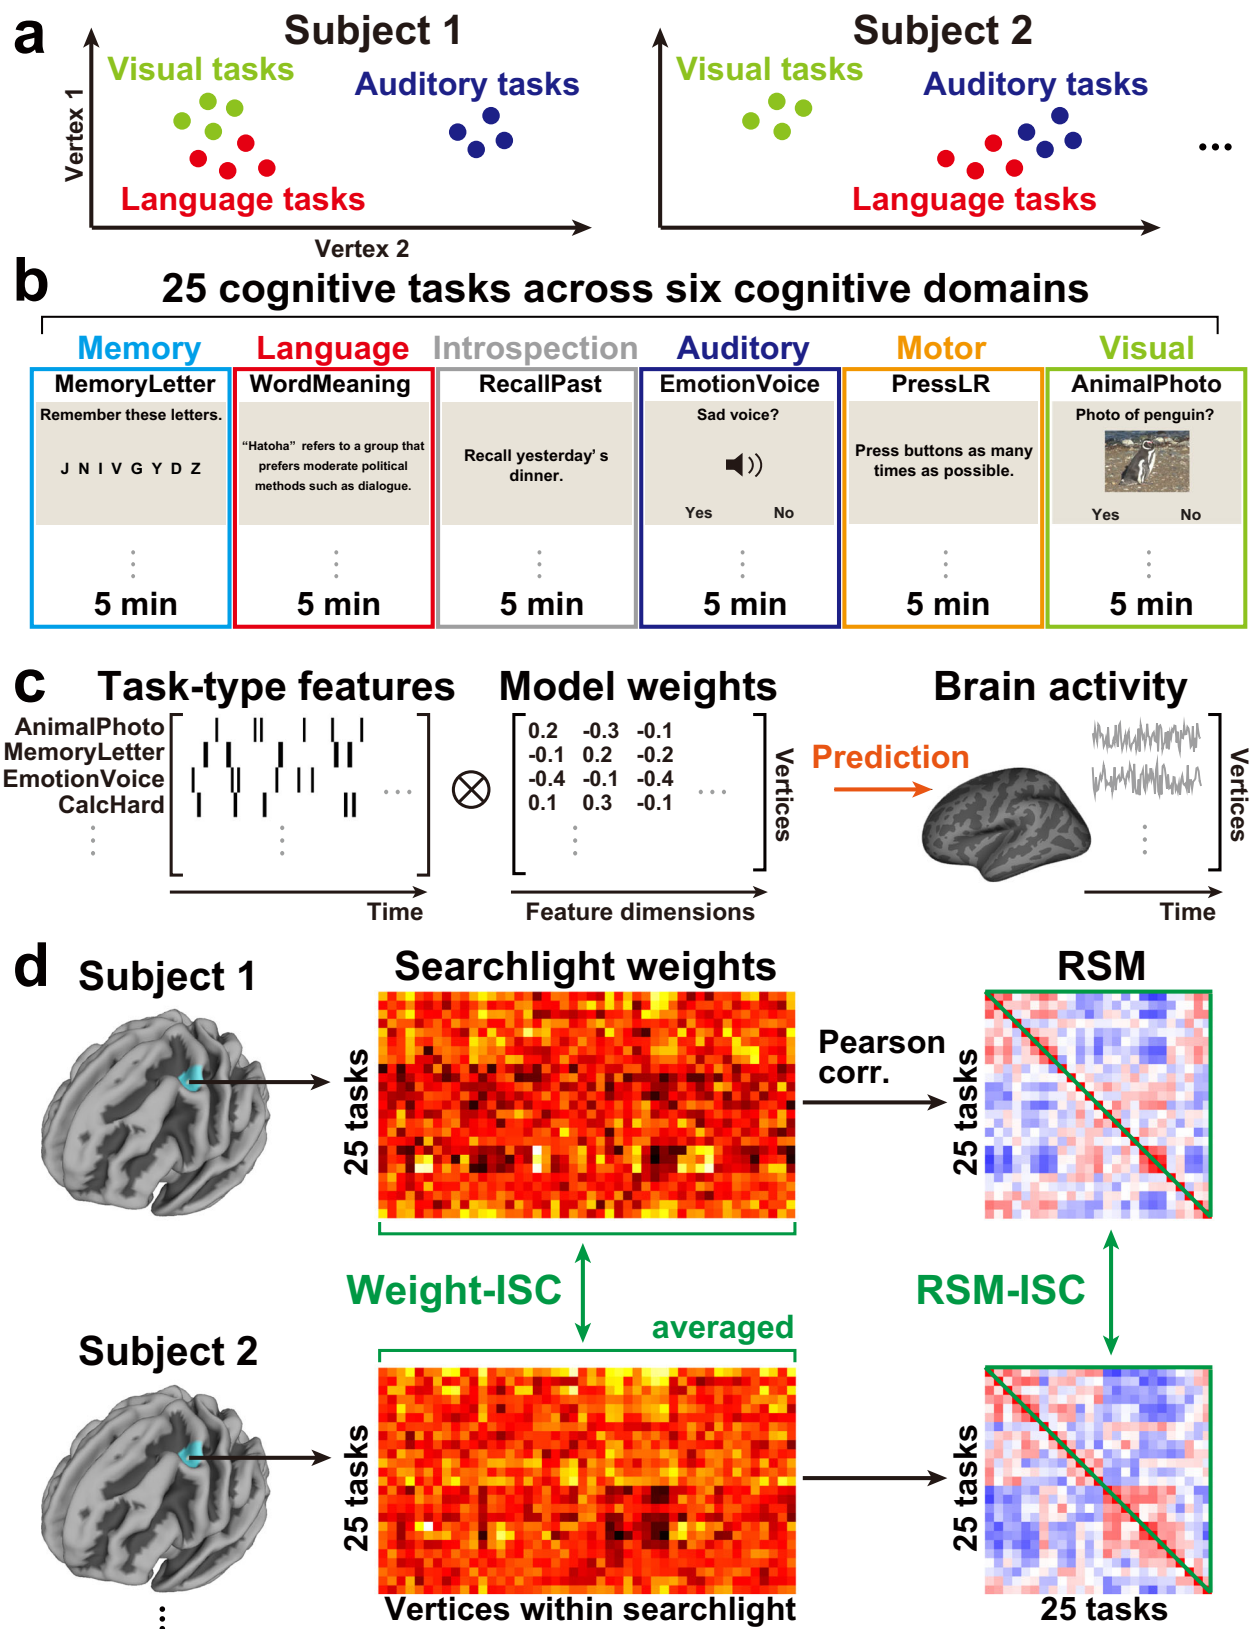 a
Subject 1
Subject 2
Visual tasks
Auditory tasks
Language tasks
Vertex 1
Vertex 2
Visual tasks
Auditory tasks
Language tasks
...
b
25 cognitive tasks across six cognitive domains
Memory
Language
Introspection
Auditory
Motor
Visual
MemoryLetter
Remember these letters.
J N I V G Y D Z
5 min
WordMeaning
“Hatoha” refers to a group that
prefers moderate political
methods such as dialogue.
5 min
RecallPast
Recall yesterday’s
dinner.
5 min
EmotionVoice
Sad voice?
Yes No
5 min
PressLR
Press buttons as many
times as possible.
5 min
AnimalPhoto
Photo of penguin?
Yes No
5 min
c
Task-type features
Model weights
Brain activity
AnimalPhoto
MemoryLetter
EmotionVoice
CalcHard
...
Time
0.2 -0.3 -0.1
-0.1 0.2 -0.2
-0.4 -0.1 -0.4
0.1 0.3 -0.1
...
Vertices
Feature dimensions
Prediction
Vertices
Time
d
Subject 1
Searchlight weights
RSM
25 tasks
Pearson
corr.
25 tasks
Weight-ISC
RSM-ISC
averaged
Subject 2
25 tasks
25 tasks
Vertices within searchlight
25 tasks